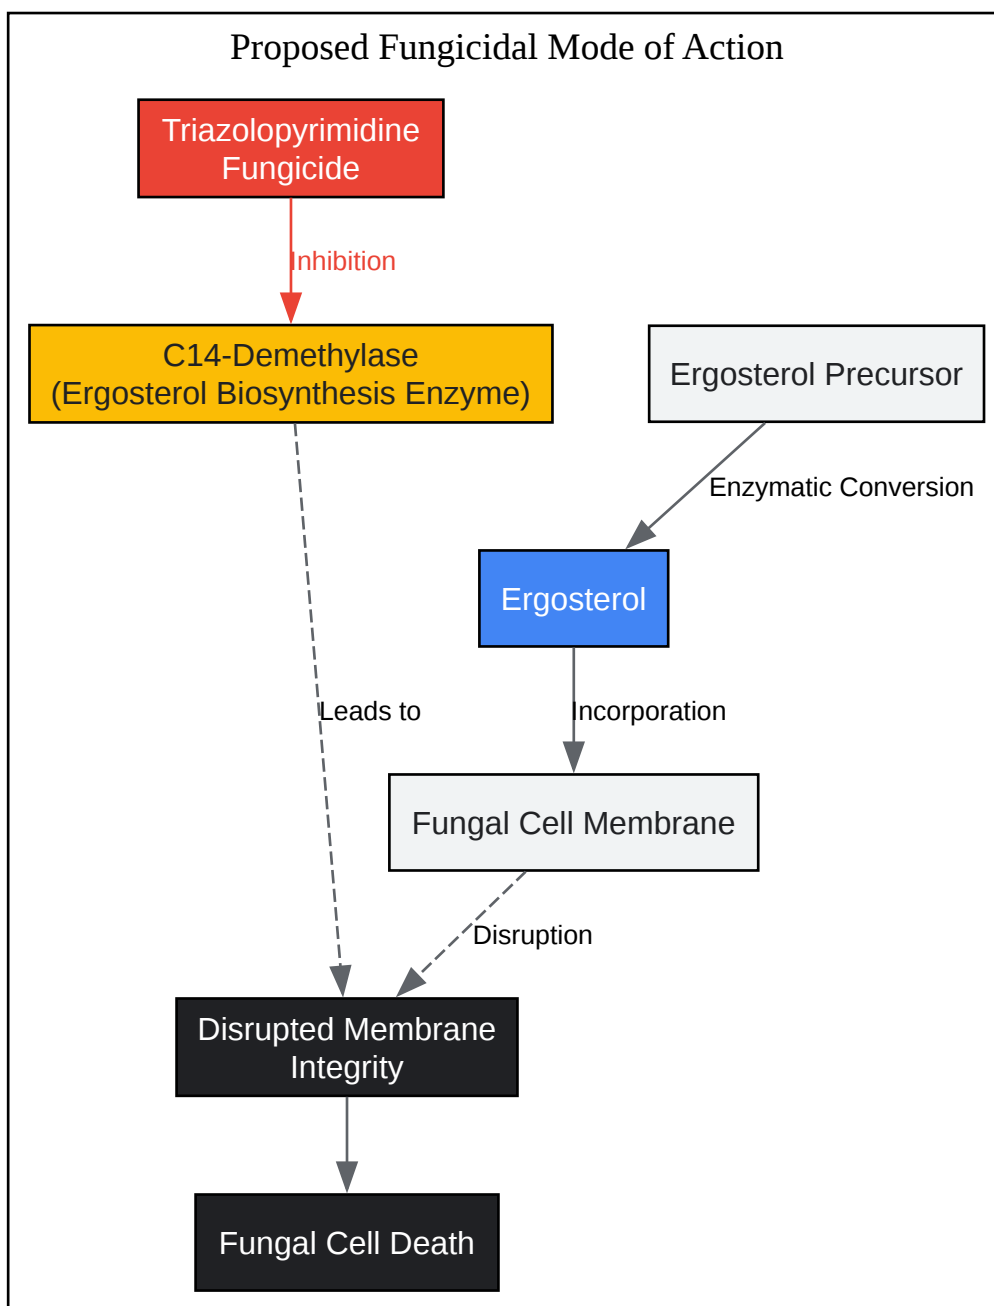 Proposed Fungicidal Mode of Action
Triazolopyrimidine
Fungicide
Inhibition
C14-Demethylase
(Ergosterol Biosynthesis Enzyme)
Ergosterol Precursor
Enzymatic Conversion
Ergosterol
Leads to
Incorporation
Fungal Cell Membrane
Disruption
Disrupted Membrane
Integrity
Fungal Cell Death